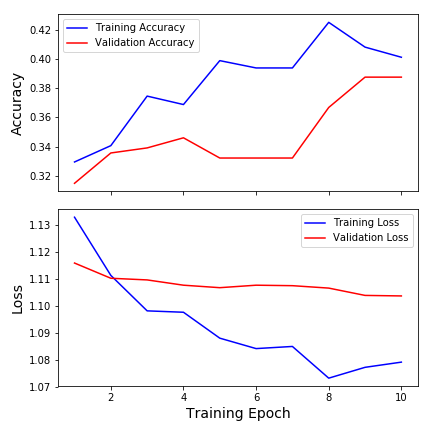 Training Accuracy
Validation Accuracy
0.42
0.40
0.38
0.36
0.34
0.32
Accuracy
Training Loss
Validation Loss
1.13
1.12
1.11
1.10
1.09
1.08
1.07
Loss
2 4 6 8 10
Training Epoch